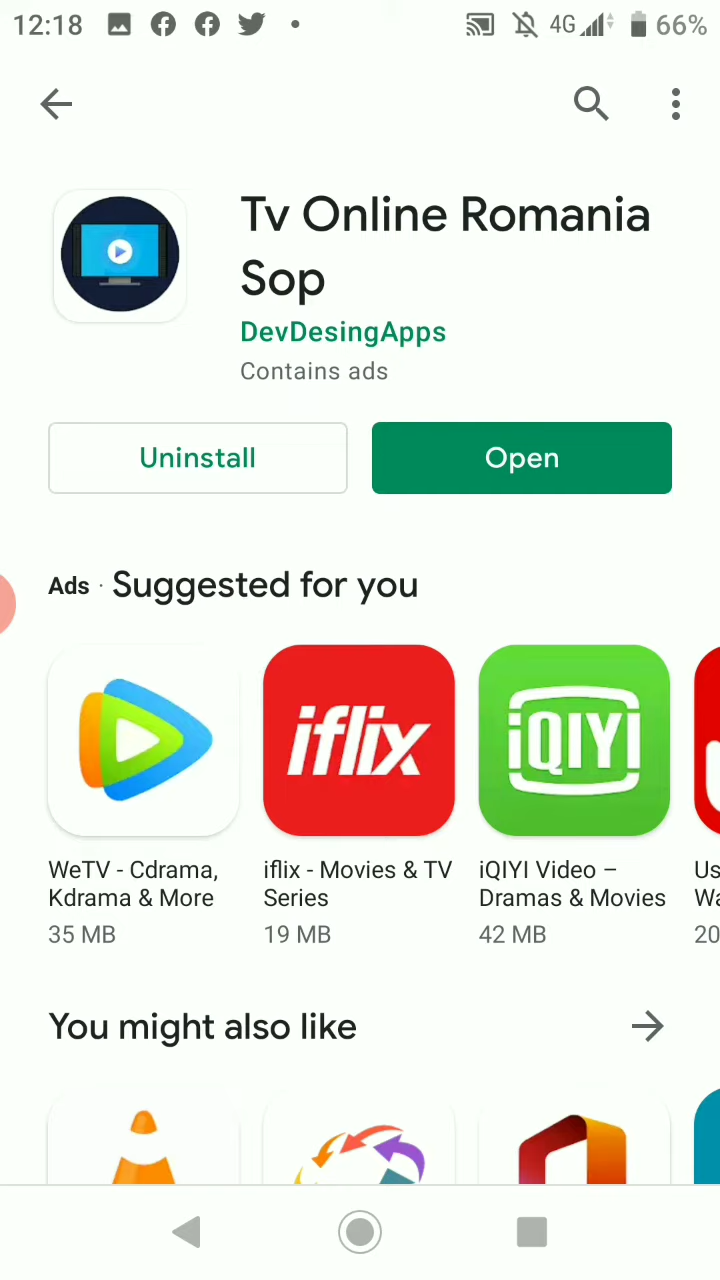 12:18 4G 66%
Tv Online Romania
Sop
DevDesingApps
Contains ads
Uninstall Open
Ads · Suggested for you
iflix iQIYI
WeTV - Cdrama, Kdrama & More 35 MB
iflix - Movies & TV Series 19 MB
iQIYI Video – Dramas & Movies 42 MB
Us
20
You might also like